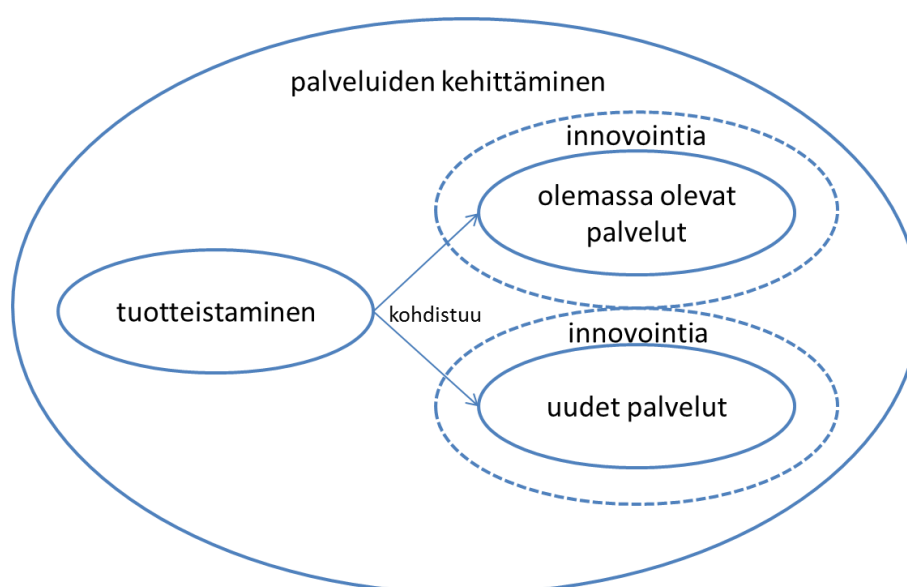 palveluiden kehittäminen
innovointia
olemassa olevat
palvelut
tuotteistaminen
kohdistuu
innovointia
uudet palvelut